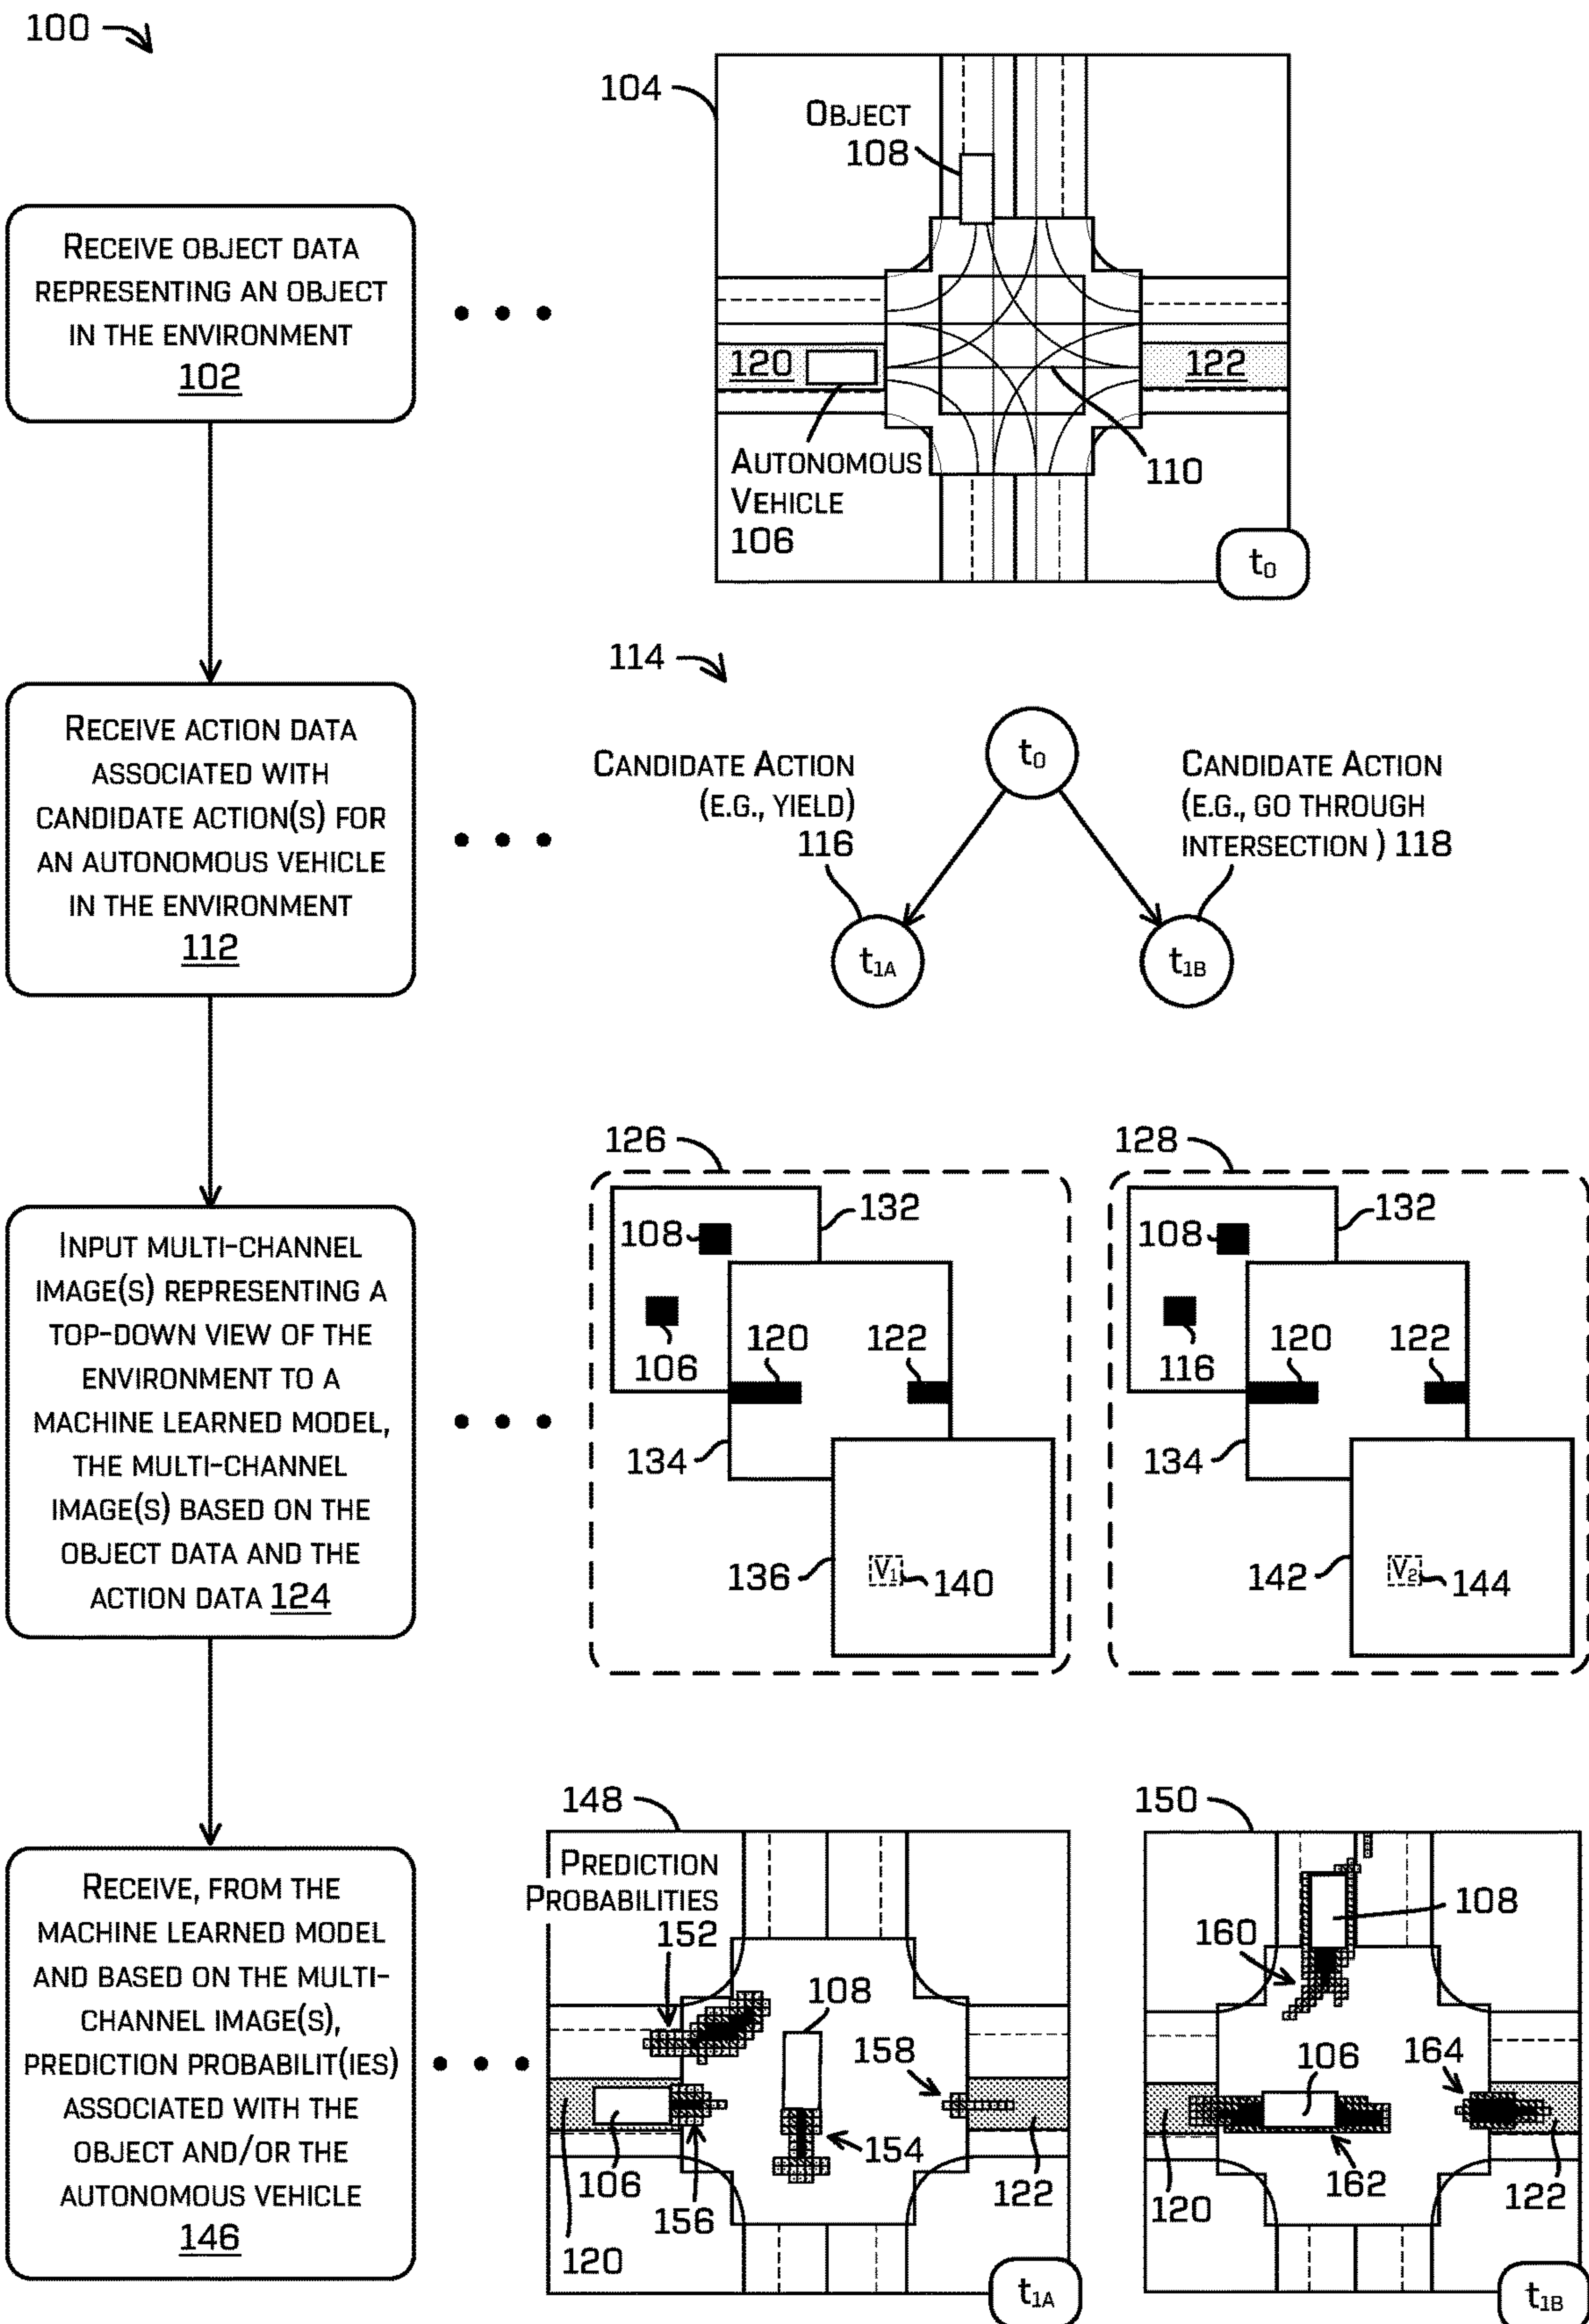 100
104
OBJECT
108
RECEIVE OBJECT DATA
REPRESENTING AN OBJECT
IN THE ENVIRONMENT
102
120
122
AUTONOMOUS
VEHICLE
106
110
t0
114
RECEIVE ACTION DATA
ASSOCIATED WITH
CANDIDATE ACTION(S) FOR
AN AUTONOMOUS VEHICLE
IN THE ENVIRONMENT
112
CANDIDATE ACTION
(E.G., YIELD)
116
t0
CANDIDATE ACTION
(E.G., GO THROUGH
INTERSECTION ) 118
t1A
t1B
INPUT MULTI-CHANNEL
IMAGE(S) REPRESENTING A
TOP-DOWN VIEW OF THE
ENVIRONMENT TO A
MACHINE LEARNED MODEL,
THE MULTI-CHANNEL
IMAGE(S) BASED ON THE
OBJECT DATA AND THE
ACTION DATA 124
126
132
108
106
120
122
134
136
V1
140
128
132
108
116
120
122
134
142
V2
144
RECEIVE, FROM THE
MACHINE LEARNED MODEL
AND BASED ON THE MULTI-
CHANNEL IMAGE(S),
PREDICTION PROBABILIT(IES)
ASSOCIATED WITH THE
OBJECT AND/OR THE
AUTONOMOUS VEHICLE
146
148
PREDICTION
PROBABILITIES
152
108
158
154
106
156
122
120
t1A
150
108
160
106
164
120
162
122
t1B